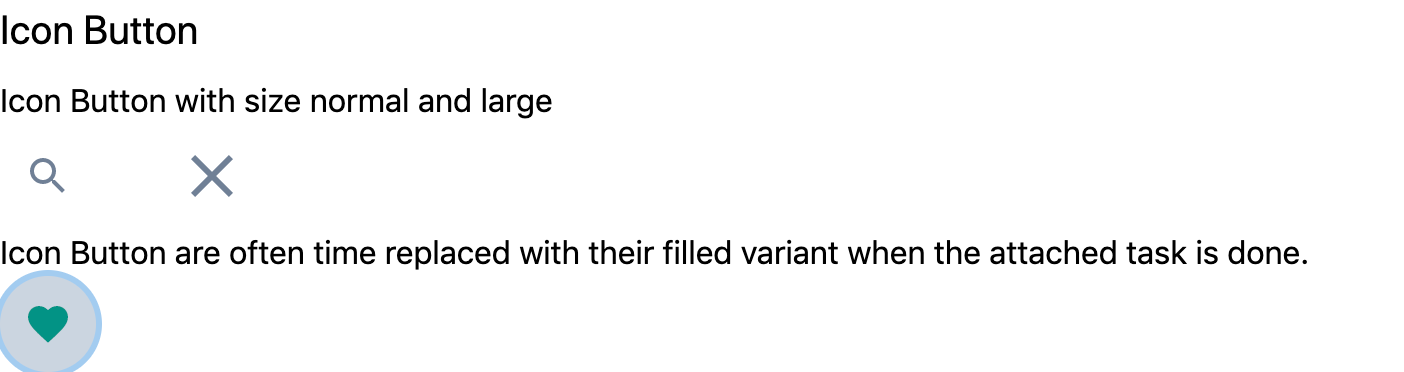 Icon Button
Icon Button with size normal and large
Icon Button are often time replaced with their filled variant when the attached task is done.